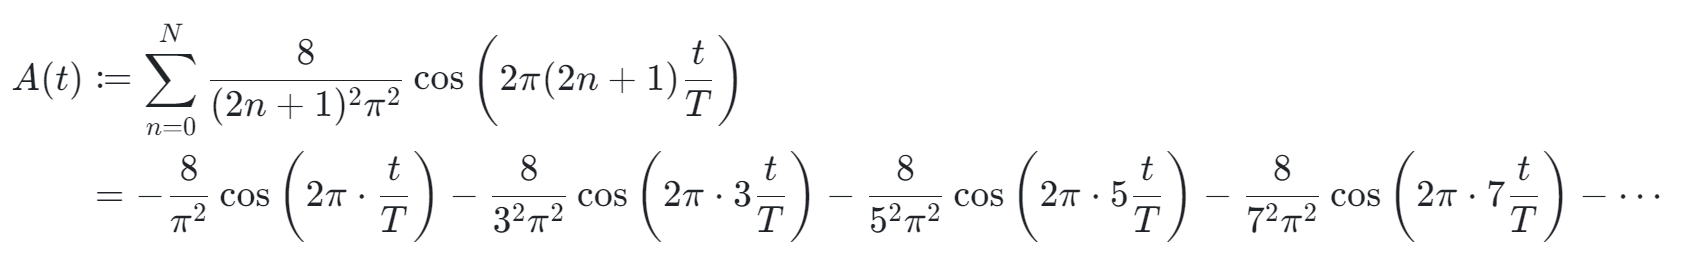 A(t) := \sum_{n=0}^{N} \frac{8}{(2n+1)^2\pi^2} \cos\left(2\pi(2n+1)\frac{t}{T}\right)
= -\frac{8}{\pi^2} \cos\left(2\pi \cdot \frac{t}{T}\right) - \frac{8}{3^2\pi^2} \cos\left(2\pi \cdot 3\frac{t}{T}\right) - \frac{8}{5^2\pi^2} \cos\left(2\pi \cdot 5\frac{t}{T}\right) - \frac{8}{7^2\pi^2} \cos\left(2\pi \cdot 7\frac{t}{T}\right) - \cdots